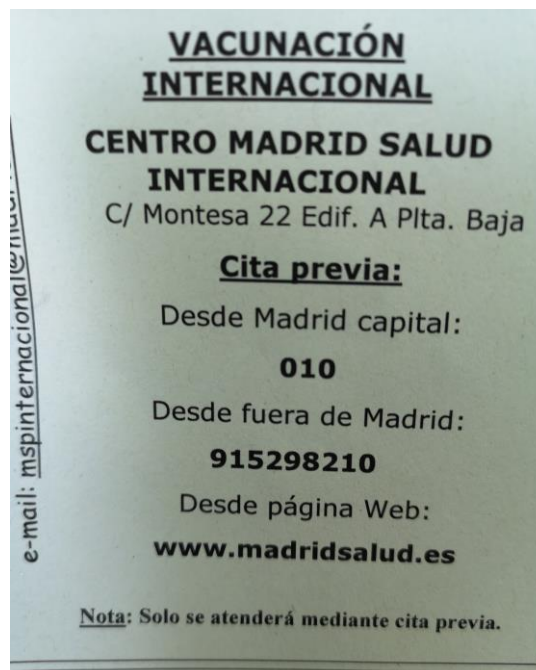 VACUNACIÓN
INTERNACIONAL
CENTRO MADRID SALUD
INTERNACIONAL
C/ Montesa 22 Edif. A Plta. Baja
Cita previa:
Desde Madrid capital:
010
Desde fuera de Madrid:
915298210
Desde página Web:
www.madridsalud.es
Nota: Solo se atenderá mediante cita previa.
e-mail: mspinternacional@